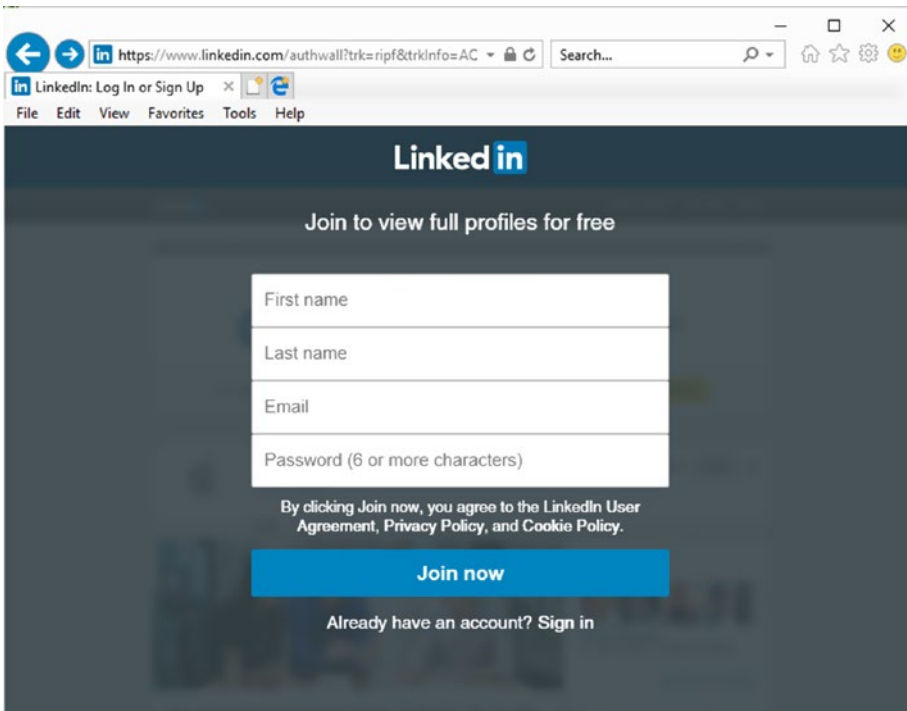 https://www.linkedin.com/authwall?trk=ripf&trkInfo=AC
Search...
in LinkedIn: Log In or Sign Up
File Edit View Favorites Tools Help
Linked in
Join to view full profiles for free
First name
Last name
Email
Password (6 or more characters)
By clicking Join now, you agree to the LinkedIn User
Agreement, Privacy Policy, and Cookie Policy.
Join now
Already have an account? Sign in